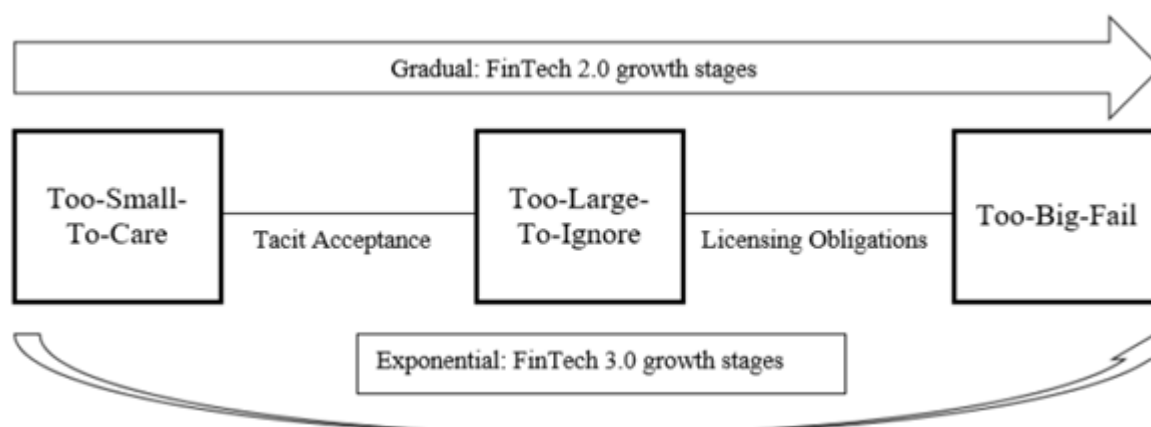 Gradual: FinTech 2.0 growth stages
Too-Small-
To-Care
Tacit Acceptance
Too-Large-
To-Ignore
Licensing Obligations
Too-Big-Fail
Exponential: FinTech 3.0 growth stages